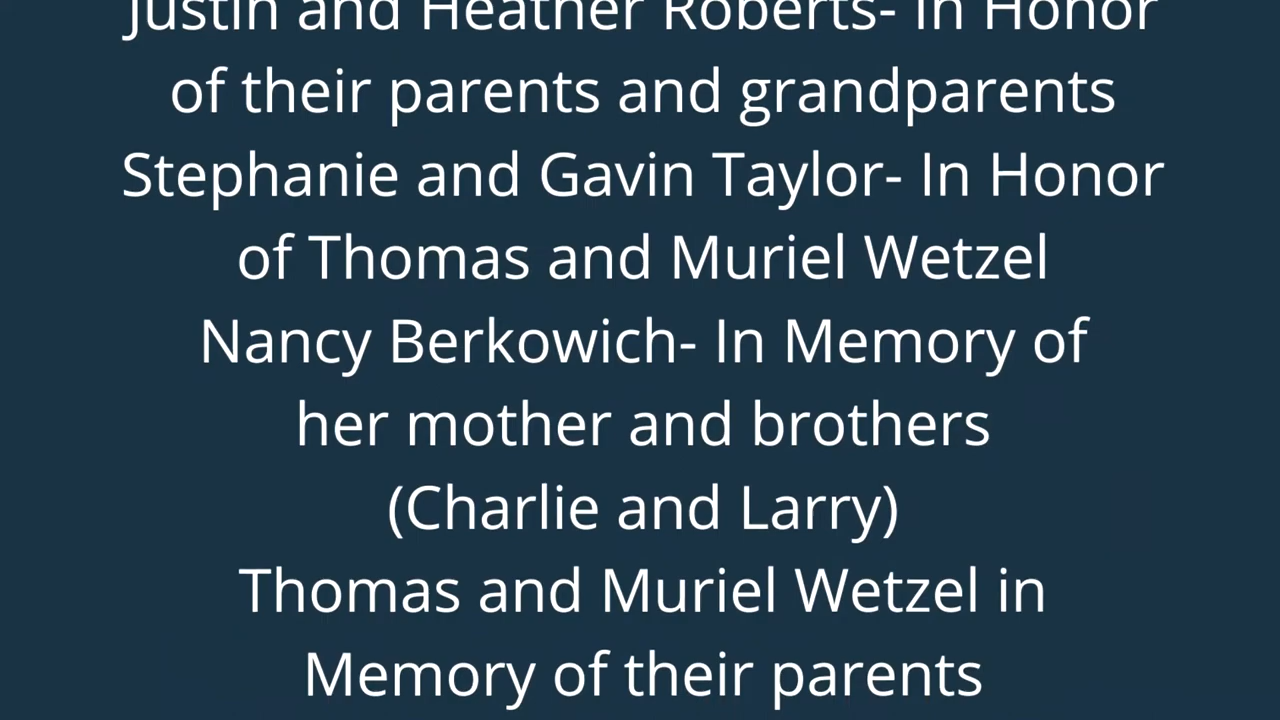 Justin and Heather Roberts- In Honor
of their parents and grandparents
Stephanie and Gavin Taylor- In Honor
of Thomas and Muriel Wetzel
Nancy Berkowich- In Memory of
her mother and brothers
(Charlie and Larry)
Thomas and Muriel Wetzel in
Memory of their parents